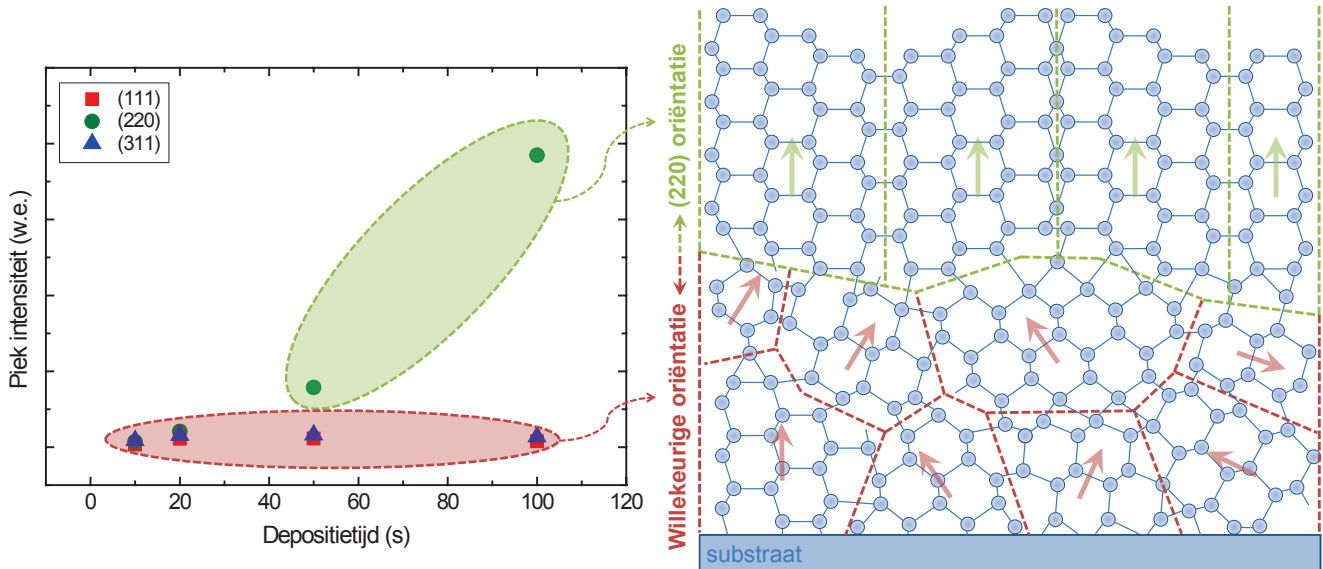 (111)
(220)
(311)
Piek intensiteit (w.e.)
0
20
40
60
80
100
120
Depositietijd (s)
(220) oriëntatie
Willekeurige oriëntatie
substraat